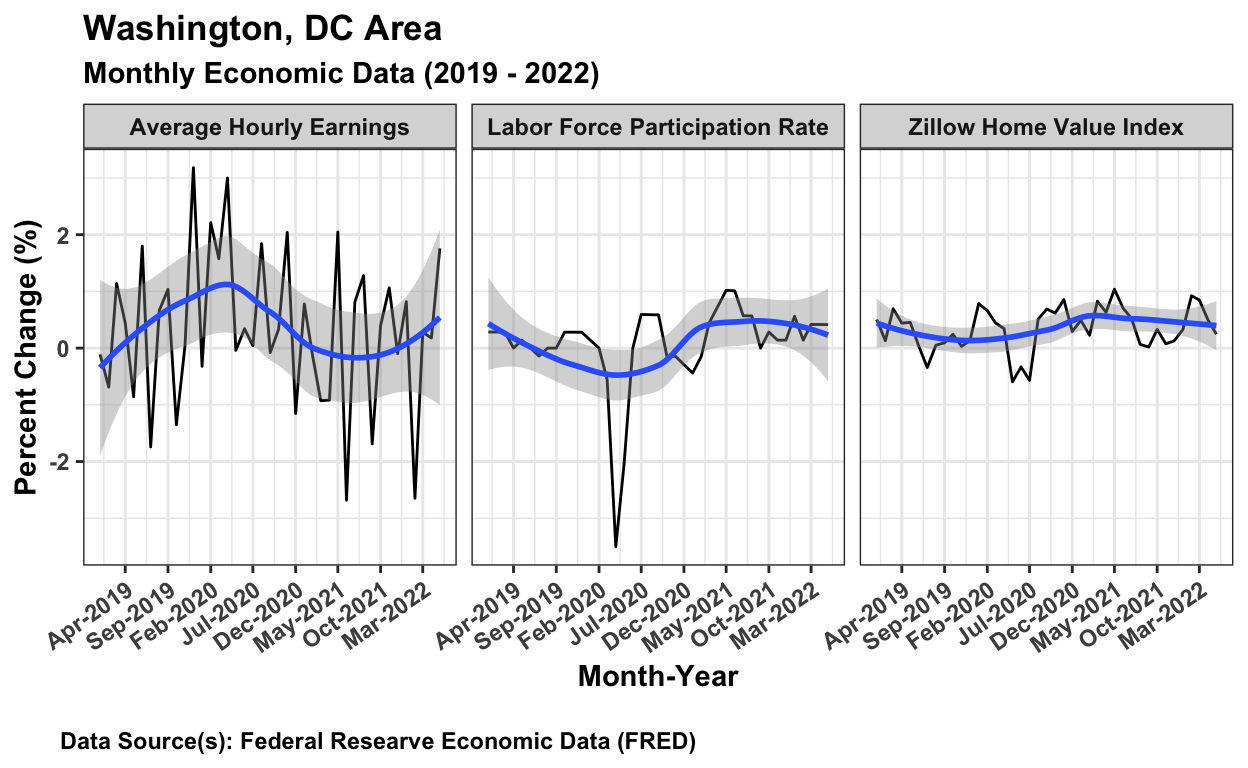 Washington, DC Area
Monthly Economic Data (2019 - 2022)
Average Hourly Earnings
Labor Force Participation Rate
Zillow Home Value Index
Percent Change (%)
2
0
-2
Apr-2019
Sep-2019
Feb-2020
Jul-2020
Dec-2020
May-2021
Oct-2021
Mar-2022
Apr-2019
Sep-2019
Feb-2020
Jul-2020
Dec-2020
May-2021
Oct-2021
Mar-2022
Apr-2019
Sep-2019
Feb-2020
Jul-2020
Dec-2020
May-2021
Oct-2021
Mar-2022
Month-Year
Data Source(s): Federal Researve Economic Data (FRED)